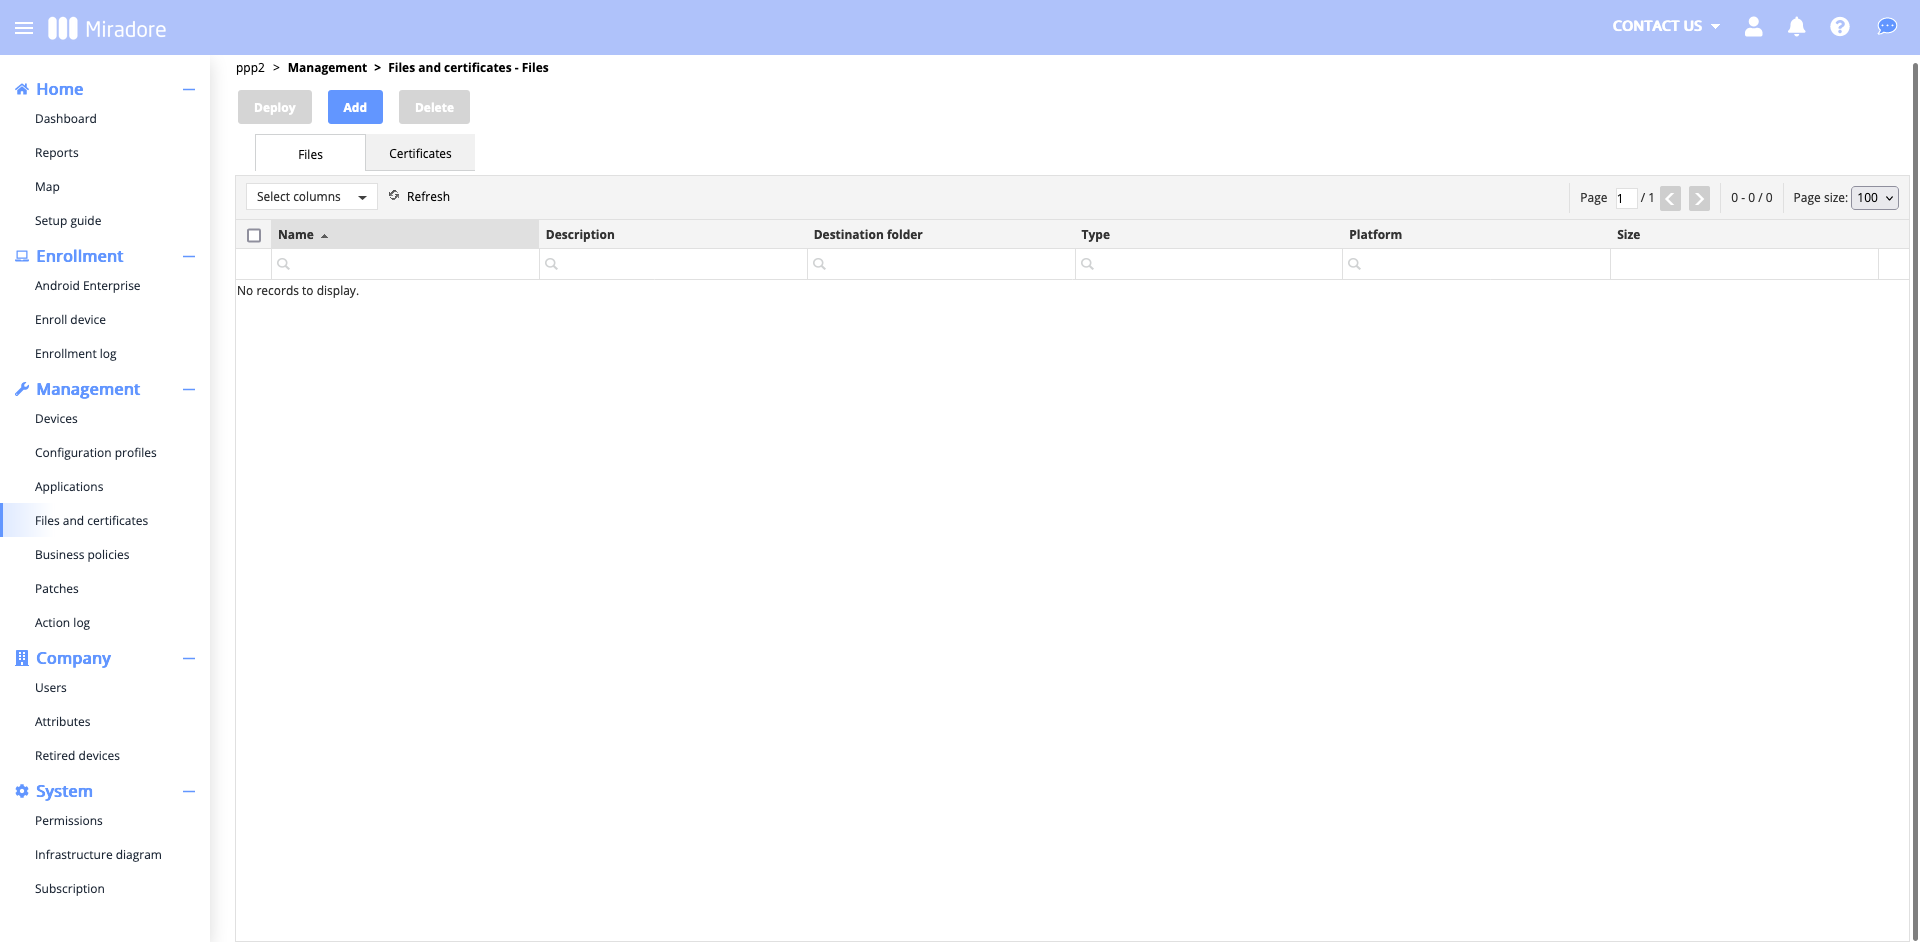 Miradore
CONTACT US
Home
Dashboard
Reports
Map
Setup guide
Enrollment
Android Enterprise
Enroll device
Enrollment log
Management
Devices
Configuration profiles
Applications
Files and certificates
Business policies
Patches
Action log
Company
Users
Attributes
Retired devices
System
Permissions
Infrastructure diagram
Subscription
ppp2 > Management > Files and certificates - Files
Deploy Add Delete
Files Certificates
Select columns Refresh Page 1 / 1 0 - 0 / 0 Page size: 100
Name Description Destination folder Type Platform Size
No records to display.